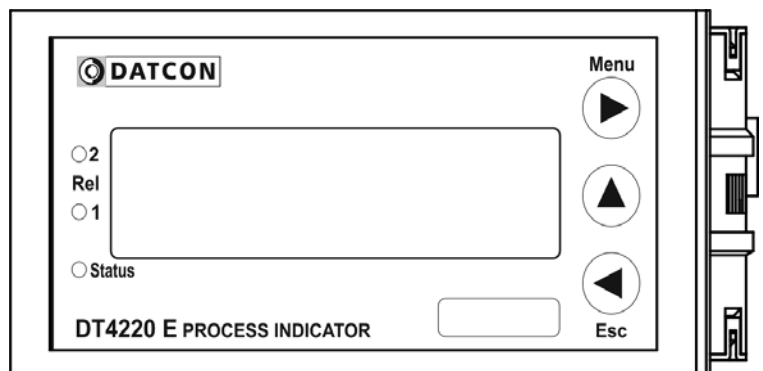 DATCON
Menu
2
Rel
1
Status
DT4220 E PROCESS INDICATOR
Esc